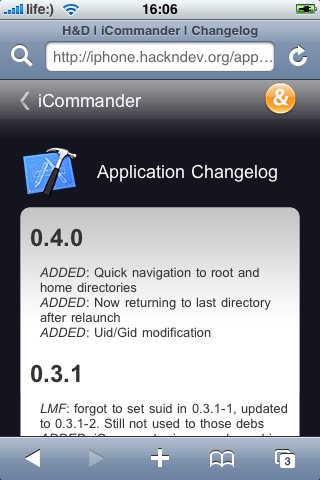 life:) 16:06
H&D | iCommander | Changelog
http://iphone.hackndev.org/app...
iCommander &
Application Changelog
0.4.0
ADDED: Quick navigation to root and
home directories
ADDED: Now returning to last directory
after relaunch
ADDED: Uid/Gid modification
0.3.1
LMF: forgot to set suid in 0.3.1-1, updated
to 0.3.1-2. Still not used to those debs
3